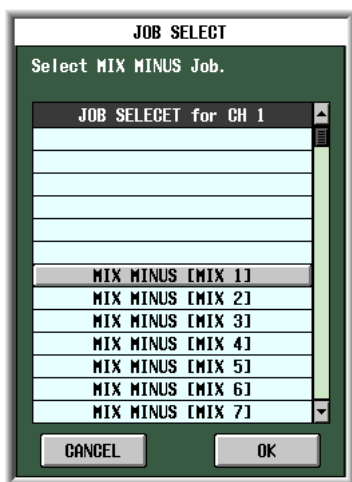 JOB SELECT
Select MIX MINUS Job.
JOB SELECET for CH 1
MIX MINUS [MIX 1]
MIX MINUS [MIX 2]
MIX MINUS [MIX 3]
MIX MINUS [MIX 4]
MIX MINUS [MIX 5]
MIX MINUS [MIX 6]
MIX MINUS [MIX 7]
CANCEL OK